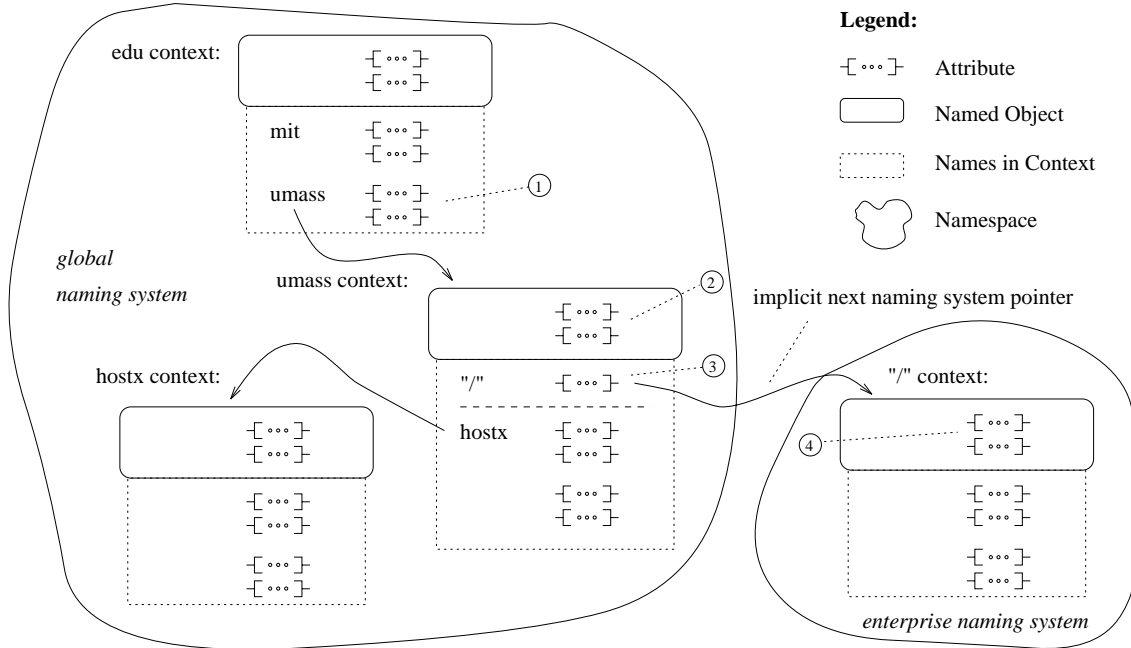 Legend:
edu context:
Attribute
Named Object
mit
Names in Context
umass
1
Namespace
global
naming system
umass context:
2
implicit next naming system pointer
hostx context:
"/"
3
"/" context:
hostx
4
enterprise naming system